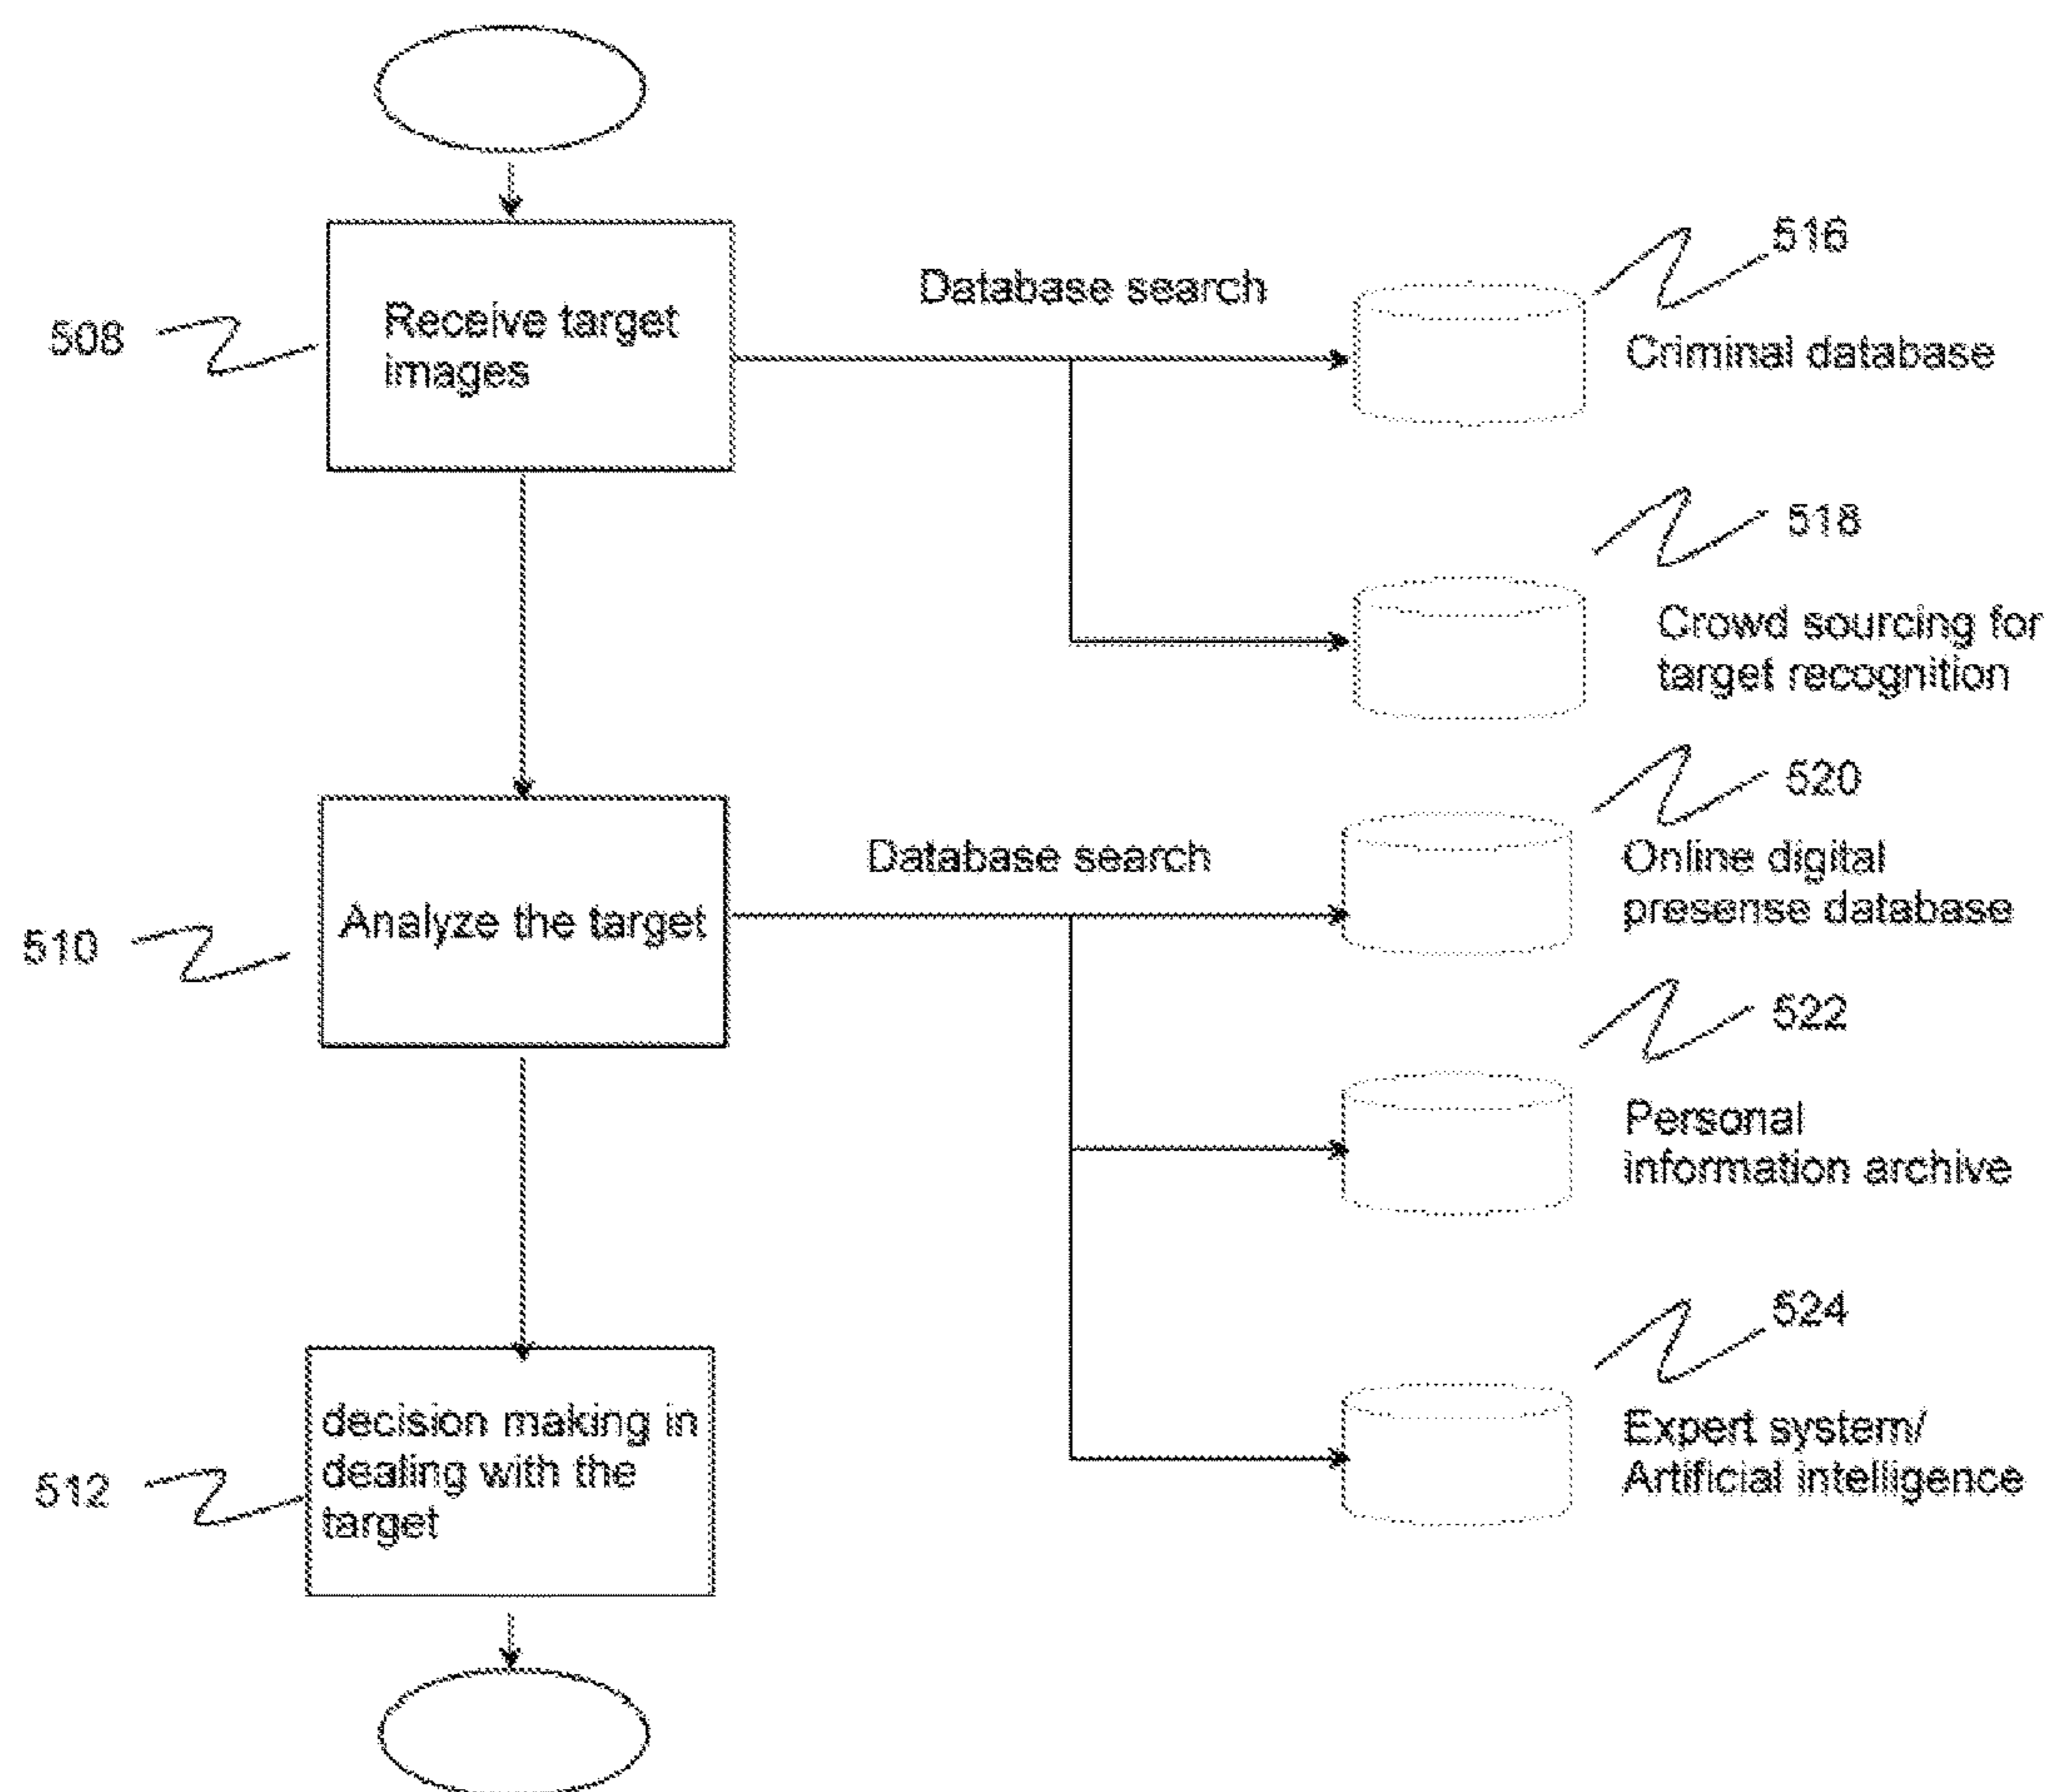 516
Database search
508
Receive target
images
Criminal database
518
Crowd sourcing for
target recognition
520
Database search
Online digital
presense database
510
Analyze the target
522
Personal
information archive
524
512
decision making in
dealing with the
target
Expert system/
Artificial intelligence